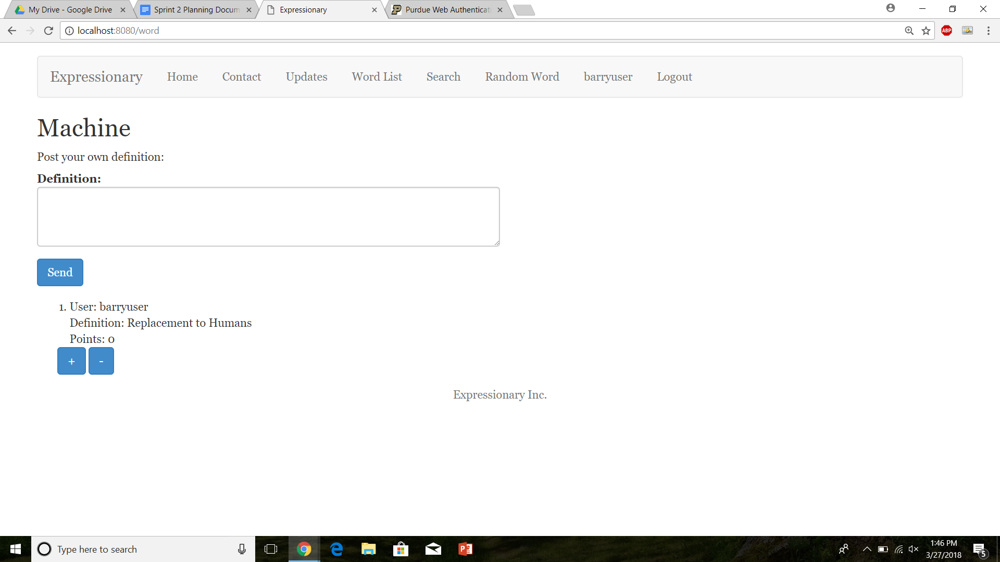 My Drive - Google Drive
Sprint 2 Planning Docum
Expressionary
Purdue Web Authenticati
localhost:8080/word
ABP
Expressionary Home Contact Updates Word List Search Random Word barryuser Logout
Machine
Post your own definition:
Definition:
Send
1. User: barryuser
Definition: Replacement to Humans
Points: 0
+ -
Expressionary Inc.
Type here to search
1:46 PM
3/27/2018
5